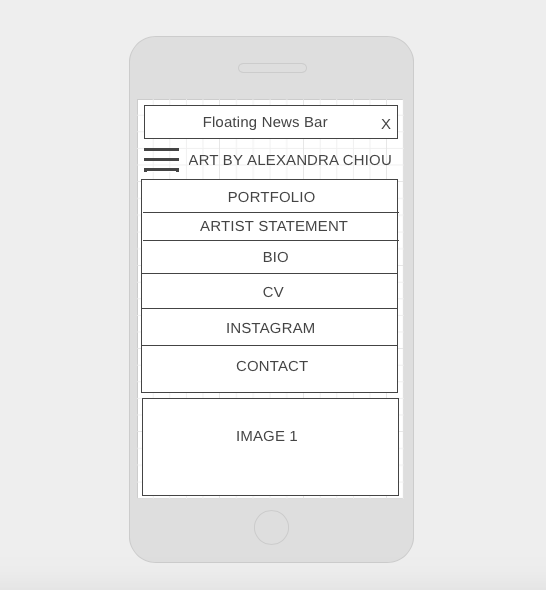 Floating News Bar X
ART BY ALEXANDRA CHIOU
PORTFOLIO
ARTIST STATEMENT
BIO
CV
INSTAGRAM
CONTACT
IMAGE 1